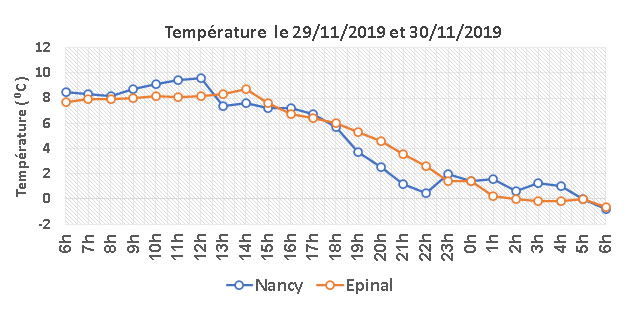 Température le 29/11/2019 et 30/11/2019
Température (⁰C)
12
10
8
6
4
2
0
-2
6h 7h 8h 9h 10h 11h 12h 13h 14h 15h 16h 17h 18h 19h 20h 21h 22h 23h 0h 1h 2h 3h 4h 5h 6h
Nancy Epinal